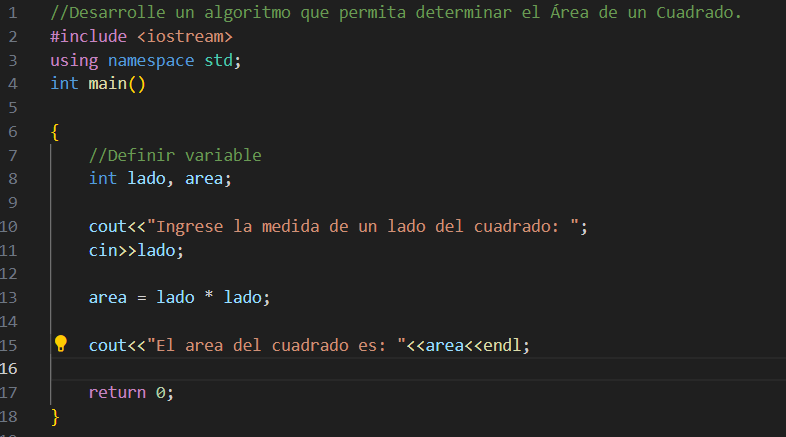 1 //Desarrolle un algoritmo que permita determinar el Área de un Cuadrado.
2 #include <iostream>
3 using namespace std;
4 int main()
5
6 {
7     //Definir variable
8     int lado, area;
9
10     cout<<"Ingrese la medida de un lado del cuadrado: ";
11     cin>>lado;
12
13     area = lado * lado;
14
15     cout<<"El area del cuadrado es: "<<area<<endl;
16
17     return 0;
18 }